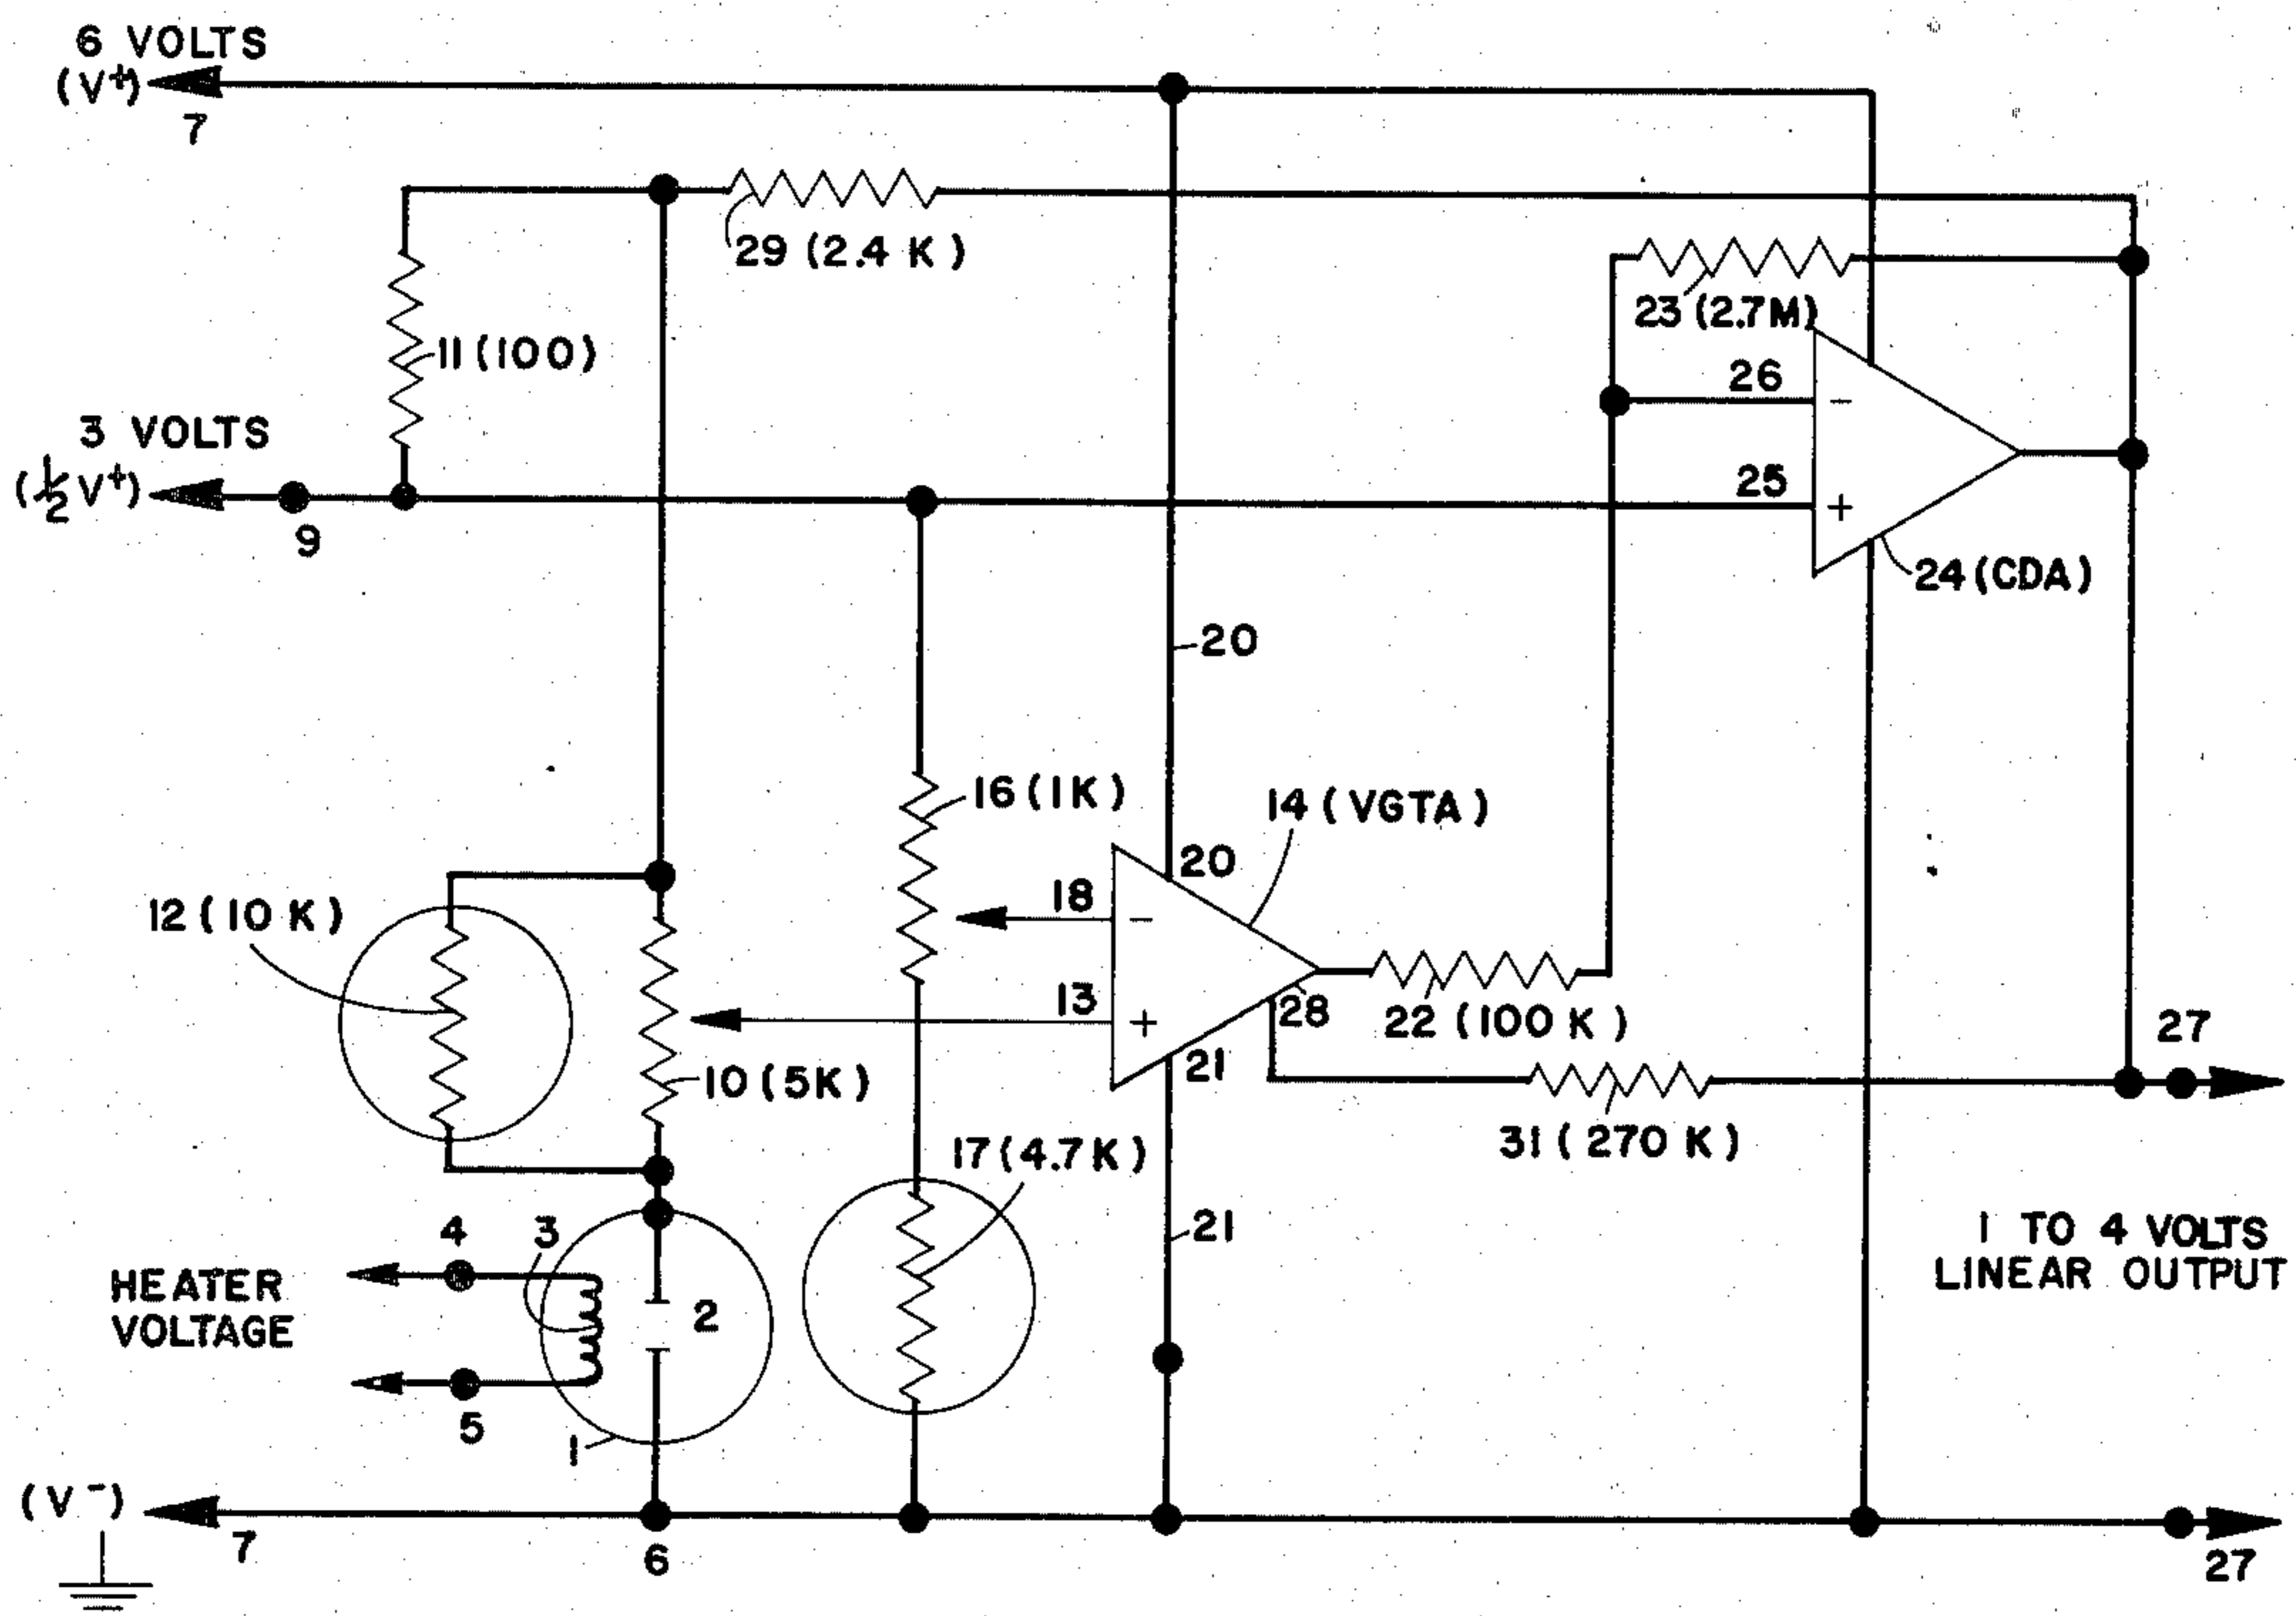 6 VOLTS
(V+)
7
29 (2.4 K)
23 (2.7M)
11 (100)
26
−
3 VOLTS
(½V+)
9
25
+
24 (CDA)
20
16 (1K)
14 (VGTA)
20
18
−
12 (10 K)
13
+
28
22 (100 K)
27
21
10 (5K)
31 (270 K)
17 (4.7K)
4
3
21
1 TO 4 VOLTS
LINEAR OUTPUT
HEATER
VOLTAGE
2
5
1
(V−)
7
6
27